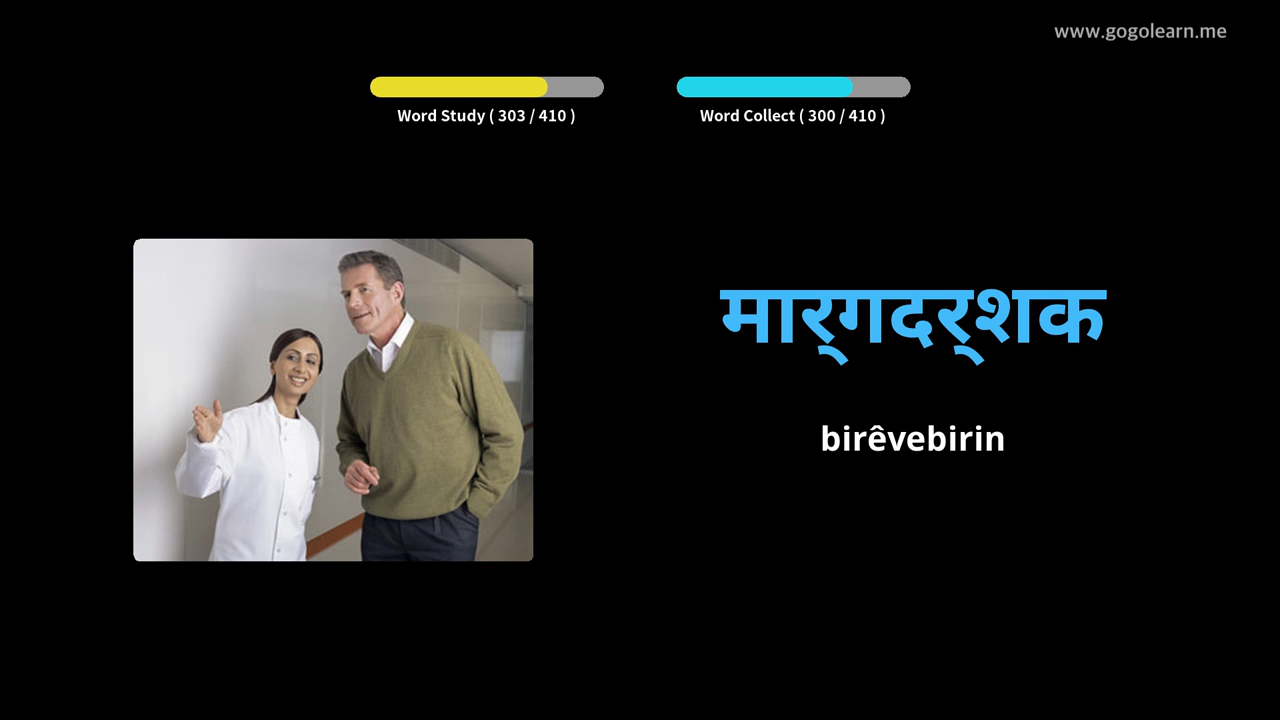 www.gogolearn.me
Word Study ( 303 / 410 )
Word Collect ( 300 / 410 )
मार्गदर्शक
birêvebirin